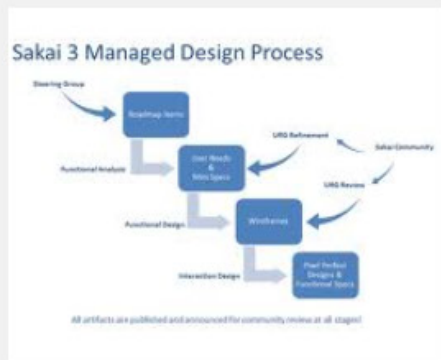 Sakai 3 Managed Design Process
Steering Group
Roadmap Items
URG Refinement
Sakai Community
User Needs
&
Mini Specs
Functional Analysis
URG Review
Wireframes
Functional Design
Pixel Perfect
Designs &
Functional Specs
Interaction Design
All artifacts are published and announced for community review at all stages!